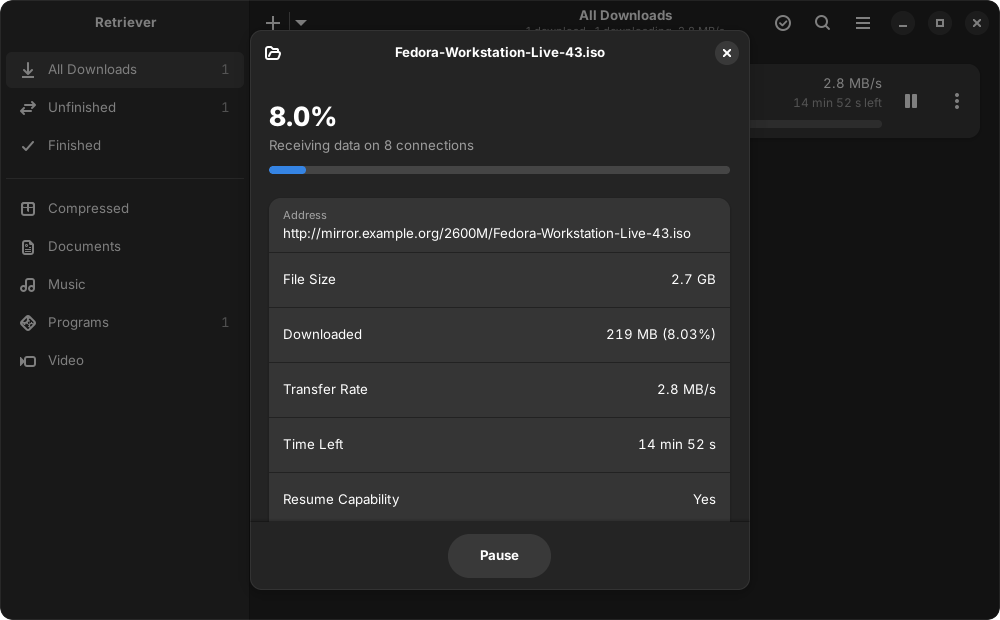 Retriever
All Downloads
All Downloads 1
Unfinished 1
Finished
Compressed
Documents
Music
Programs 1
Video
2.8 MB/s
14 min 52 s left
Fedora-Workstation-Live-43.iso
8.0%
Receiving data on 8 connections
Address
http://mirror.example.org/2600M/Fedora-Workstation-Live-43.iso
File Size 2.7 GB
Downloaded 219 MB (8.03%)
Transfer Rate 2.8 MB/s
Time Left 14 min 52 s
Resume Capability Yes
Pause